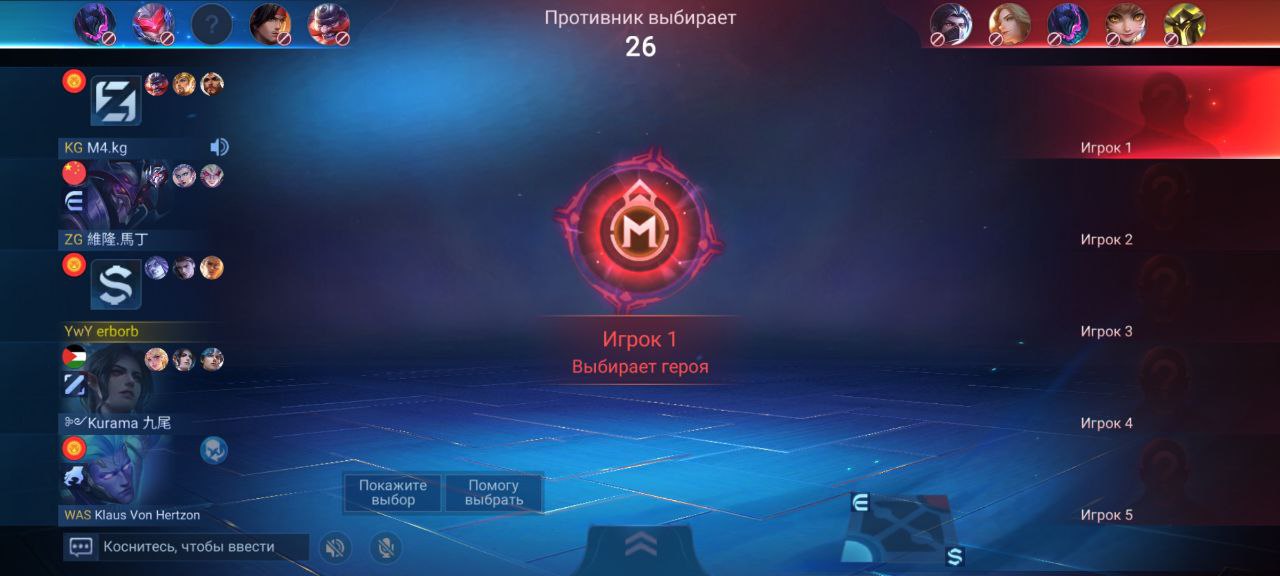 Противник выбирает
26
KG M4.kg
ZG 維隆.馬丁
YwY erborb
Kurama 九尾
WAS Klaus Von Hertzon
Игрок 1
Выбирает героя
Игрок 1
Игрок 2
Игрок 3
Игрок 4
Игрок 5
Покажите
выбор
Помогу
выбрать
Коснитесь, чтобы ввести